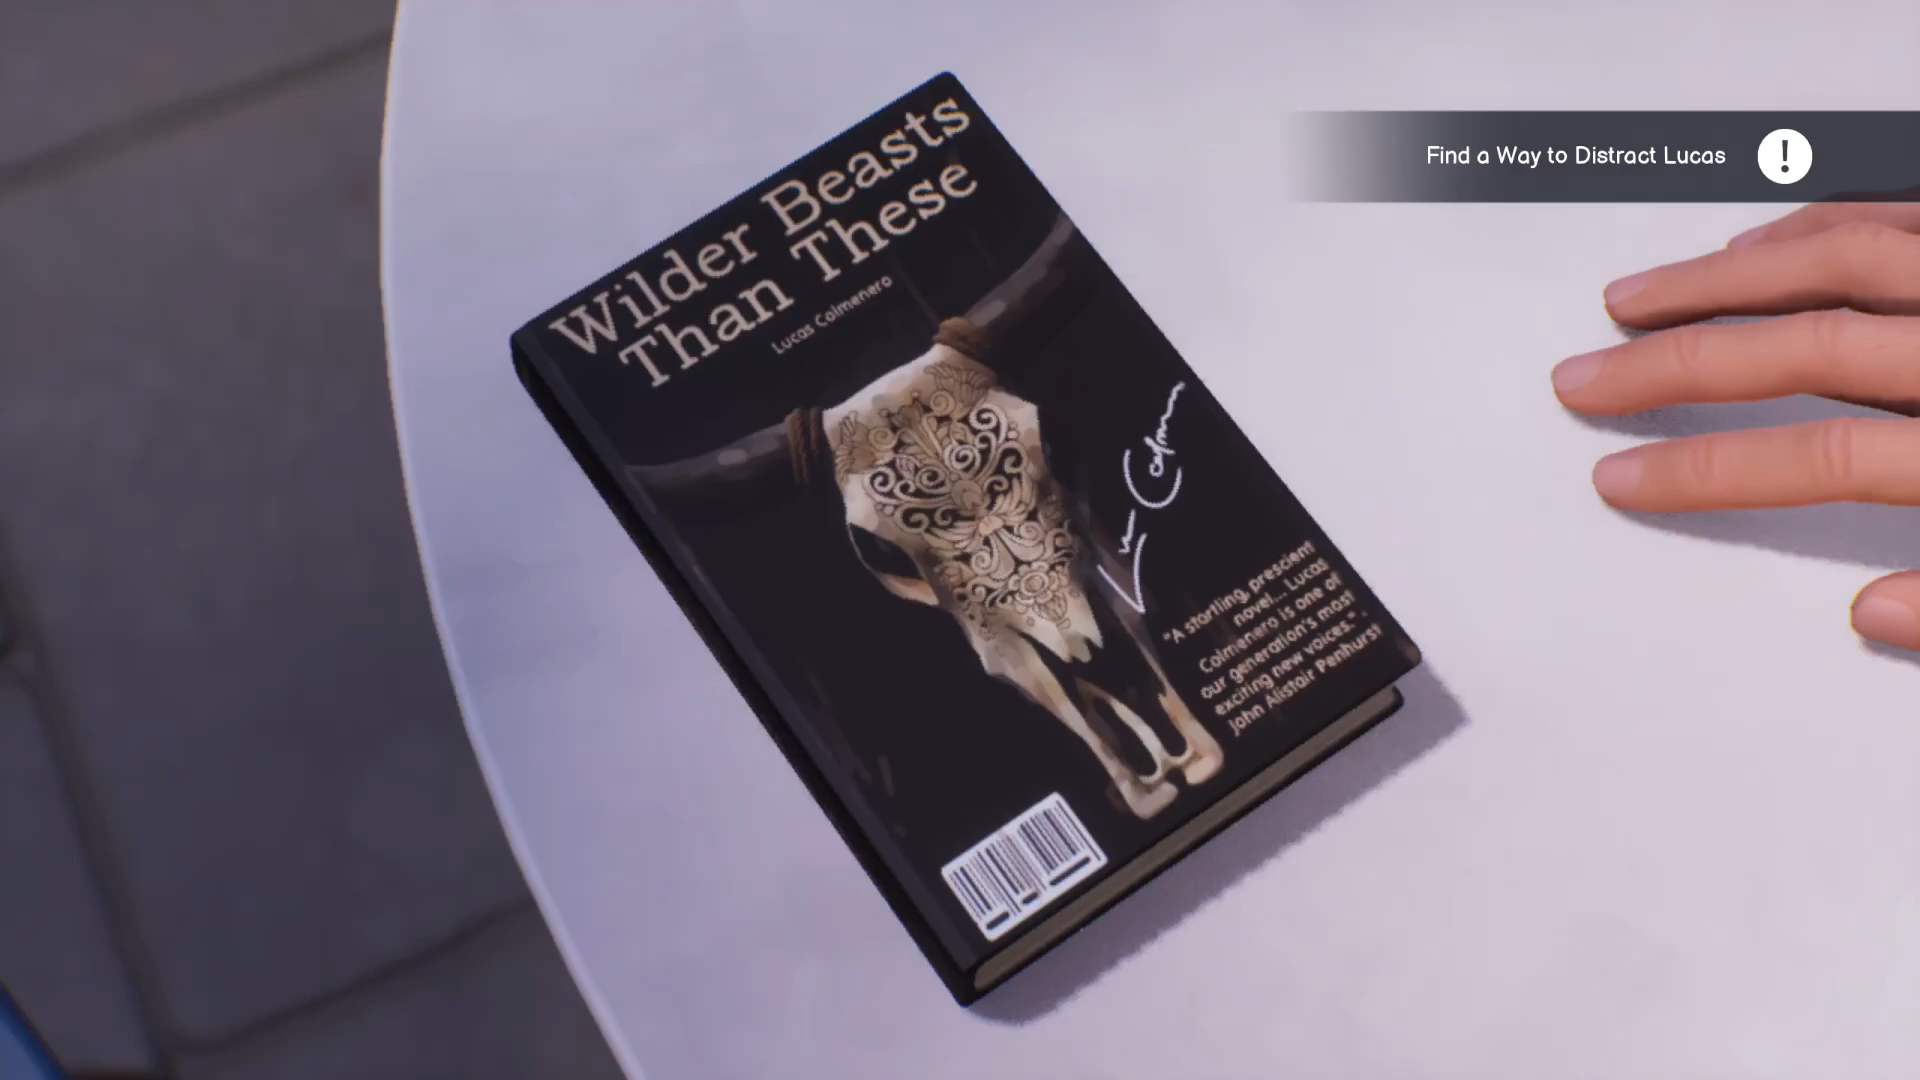 Find a Way to Distract Lucas
!
Wilder Beasts
Than These
Lucas Colmenero
"A startling, prescient
novel... Lucas
Colmenero is one of
our generation's most
exciting new voices." -
John Alistair Penhurst